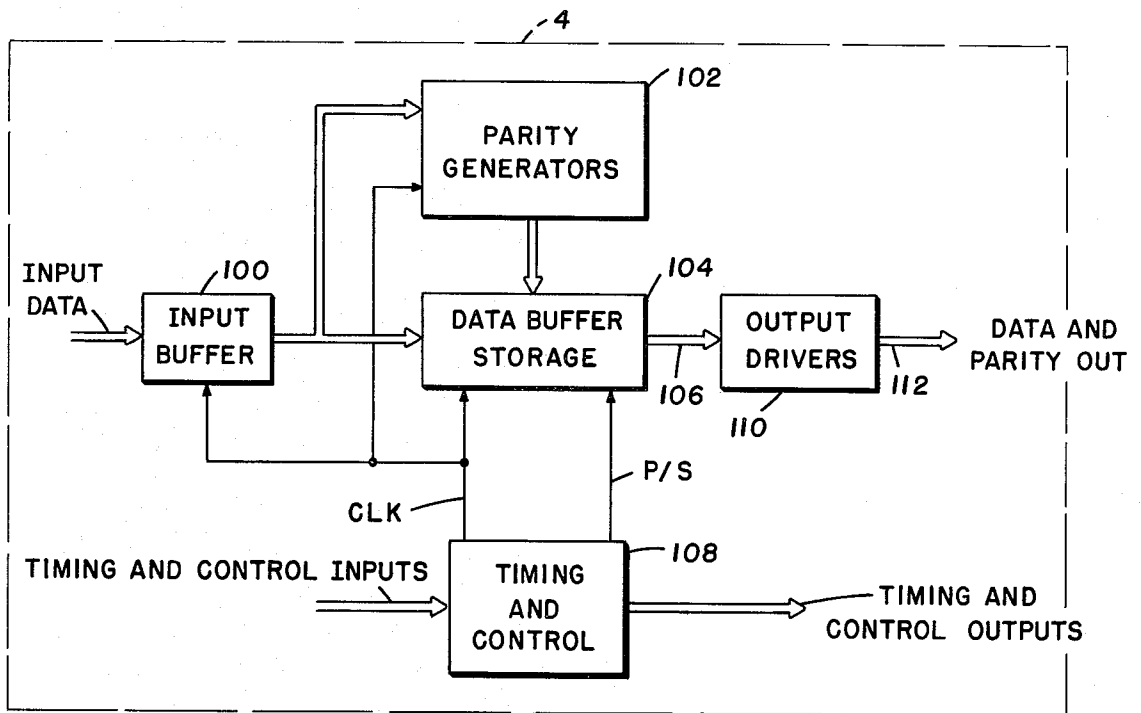 4
102
PARITY
GENERATORS
INPUT
DATA
100
INPUT
BUFFER
104
DATA BUFFER
STORAGE
106
OUTPUT
DRIVERS
110
112
DATA AND
PARITY OUT
P/S
CLK
108
TIMING AND CONTROL INPUTS
TIMING
AND
CONTROL
TIMING AND
CONTROL OUTPUTS